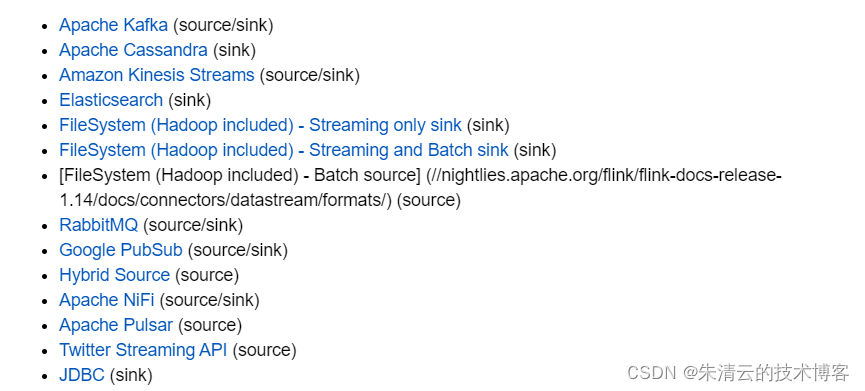 Apache Kafka (source/sink)
Apache Cassandra (sink)
Amazon Kinesis Streams (source/sink)
Elasticsearch (sink)
FileSystem (Hadoop included) - Streaming only sink (sink)
FileSystem (Hadoop included) - Streaming and Batch sink (sink)
[FileSystem (Hadoop included) - Batch source] (//nightlies.apache.org/flink/flink-docs-release-
1.14/docs/connectors/datastream/formats/) (source)
RabbitMQ (source/sink)
Google PubSub (source/sink)
Hybrid Source (source)
Apache NiFi (source/sink)
Apache Pulsar (source)
Twitter Streaming API (source)
JDBC (sink)
CSDN @朱清云的技术博客